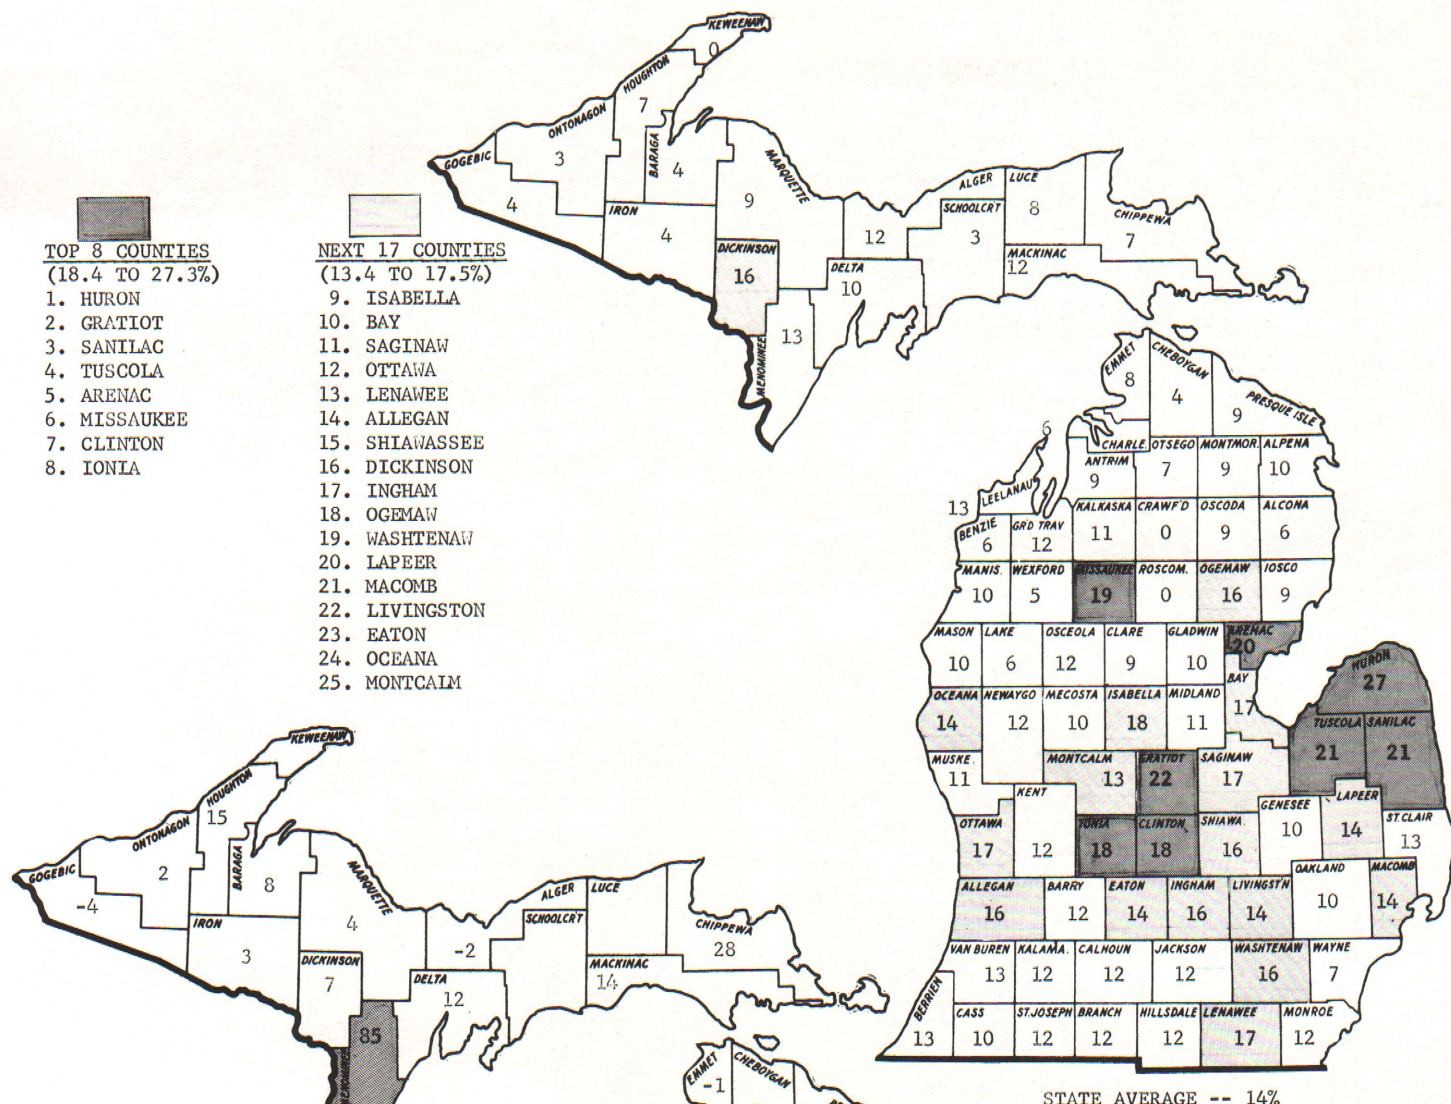 KEWEENAW
0
HOUGHTON
7
ONTONAGON
3
BARAGA
4
GOGEBIC
4
MARQUETTE
9
IRON
4
DICKINSON
16
ALGER
12
LUCE
8
SCHOOLCRT
3
CHIPPEWA
7
MACKINAC
12
DELTA
10
MENOMINEE
13
TOP 8 COUNTIES
(18.4 TO 27.3%)
1. HURON
2. GRATIOT
3. SANILAC
4. TUSCOLA
5. ARENAC
6. MISSAUKEE
7. CLINTON
8. IONIA
NEXT 17 COUNTIES
(13.4 TO 17.5%)
9. ISABELLA
10. BAY
11. SAGINAW
12. OTTAWA
13. LENAWEE
14. ALLEGAN
15. SHIAWASSEE
16. DICKINSON
17. INGHAM
18. OGEMAW
19. WASHTENAW
20. LAPEER
21. MACOMB
22. LIVINGSTON
23. EATON
24. OCEANA
25. MONTCALM
EMMET CHEBOYGAN
8 4 9 PRESQUE ISLE
6
CHARLE. OTSEGO MONTMOR. ALPENA
ANTRIM
9 7 9 10
LEELANAU
13
KALKASKA CRAWF'D OSCODA ALCONA
BENZIE GR'D TRAV
6 12 11 0 9 6
MANIS. WEXFORD MISSAUKEE ROSCOM. OGEMAW IOSCO
10 5 19 0 16 9
MASON LAKE OSCEOLA CLARE GLADWIN ARENAC
10 6 12 9 10 20
HURON
27
BAY
17
OCEANA NEWAYGO MECOSTA ISABELLA MIDLAND
14 12 10 18 11
TUSCOLA SANILAC
21 21
MUSKE. MONTCALM GRATIOT SAGINAW
11 13 22 17
KENT GENESEE LAPEER
12 10 14
OTTAWA IONIA CLINTON SHIAWA. ST.CLAIR
17 18 18 16 13
ALLEGAN BARRY EATON INGHAM LIVINGST'N OAKLAND MACOMB
16 12 14 16 14 10 14
VAN BUREN KALAMA. CALHOUN JACKSON WASHTENAW WAYNE
13 12 12 12 16 7
BERRIEN CASS ST.JOSEPH BRANCH HILLSDALE LENAWEE MONROE
13 10 12 12 12 17 12
STATE AVERAGE -- 14%
KEWEENAW
HOUGHTON
15
ONTONAGON
2
BARAGA
8
GOGEBIC
-4
MARQUETTE
4
IRON
3
DICKINSON
7
ALGER
-2
LUCE
SCHOOLCRT
CHIPPEWA
28
MACKINAC
14
DELTA
12
85
EMMET
-1
CHEBOYGAN